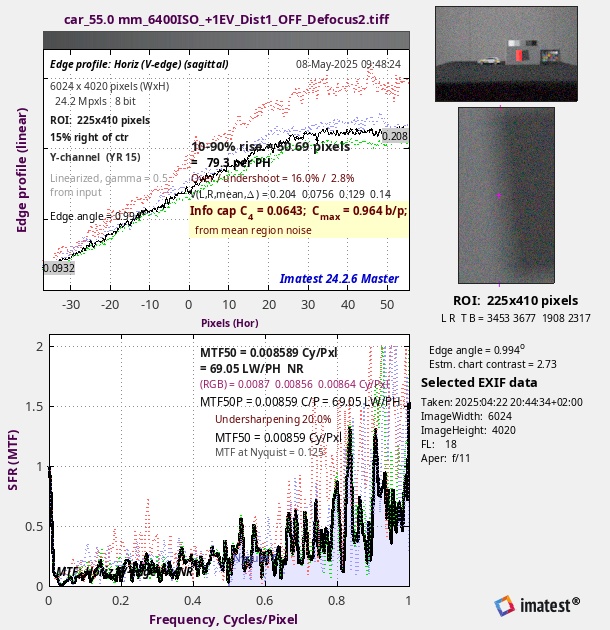 car_55.0 mm_6400ISO_+1EV_Dist1_OFF_Defocus2.tiff
Edge profile: Horiz (V-edge) (sagittal)
08-May-2025 09:48:24
6024 x 4020 pixels (WxH)
24.2 Mpxls   8 bit
ROI:  225x410 pixels
15% right of ctr
Y-channel  (YR 15)
Linearized, gamma = 0.5
from input
Edge angle = 0.994°
10-90% rise = 50.69 pixels
=   79.3 per PH
Over / undershoot = 16.0% /  2.8%
(L,R,mean,Δ) = 0.204  0.0756  0.129  0.14
Info cap C4 = 0.0643;  Cmax = 0.964 b/p;
from mean region noise
0.208
0.0932
Imatest 24.2.6 Master
Edge profile (linear)
-30 -20 -10 0 10 20 30 40 50
Pixels (Hor)
ROI:  225x410 pixels
L R  T B = 3453 3677  1908 2317
Edge angle = 0.994°
Estm. chart contrast = 2.73
Selected EXIF data
Taken: 2025:04:22 20:44:34+02:00
ImageWidth:  6024
ImageHeight:  4020
FL:   18
Aper:  f/11
MTF50 = 0.008589 Cy/Pxl
= 69.05 LW/PH  NR
(RGB) = 0.0087  0.00856  0.00864 Cy/Pxl
MTF50P = 0.00859 C/P = 69.05 LW/PH
Undersharpening 20.0%
MTF50 = 0.00859 Cy/Pxl
MTF at Nyquist = 0.125
SFR (MTF)
2
1.5
1
0.5
0
0 0.2 0.4 0.6 0.8 1
Frequency, Cycles/Pixel
imatest®